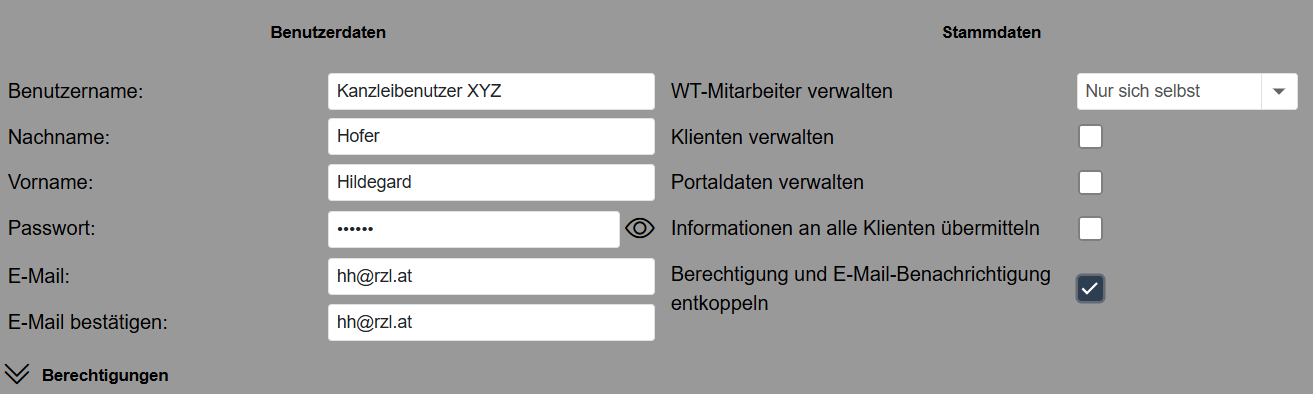 Benutzerdaten
Stammdaten
Benutzername:
Kanzleibenutzer XYZ
WT-Mitarbeiter verwalten
Nur sich selbst
Nachname:
Hofer
Klienten verwalten
Vorname:
Hildegard
Portaldaten verwalten
Passwort:
••••••
Informationen an alle Klienten übermitteln
E-Mail:
hh@rzl.at
Berechtigung und E-Mail-Benachrichtigung
entkoppeln
E-Mail bestätigen:
hh@rzl.at
Berechtigungen